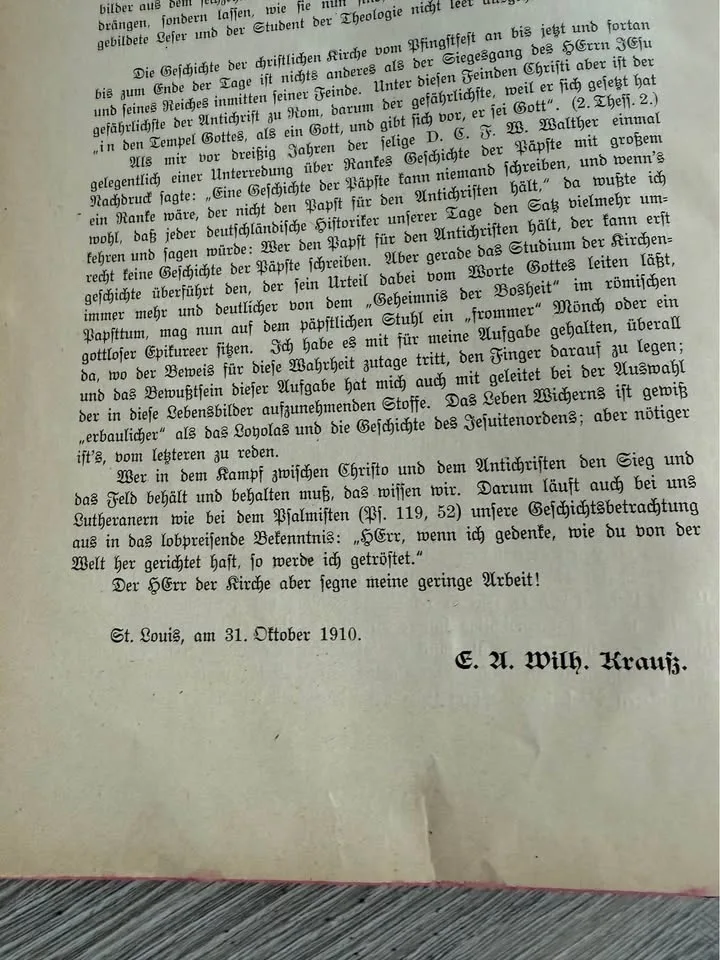 bilder aus dem
drängen, sondern lassen, wie sie nun
gebildete Leser und der Student der Theologie nicht leer
Die Geschichte der christlichen Kirche vom Pfingstfest an bis jetzt und fortan
bis zum Ende der Tage ist nichts anderes als der Siegesgang des HErrn JEsu
und seines Reiches inmitten seiner Feinde. Unter diesen Feinden Christi aber ist der
gefährlichste der Antichrist zu Rom, darum der gefährlichste, weil er sich gesetzt hat
„in den Tempel Gottes, als ein Gott, und gibt sich vor, er sei Gott“. (2. Thess. 2.)
Als mir vor dreißig Jahren der selige D. C. F. W. Walther einmal
gelegentlich einer Unterredung über Rankes Geschichte der Päpste mit großem
Nachdruck sagte: „Eine Geschichte der Päpste kann niemand schreiben, und wenn's
ein Ranke wäre, der nicht den Papst für den Antichristen hält,“ da wußte ich
wohl, daß jeder deutschländische Historiker unserer Tage den Satz vielmehr um-
kehren und sagen würde: Wer den Papst für den Antichristen hält, der kann erst
recht keine Geschichte der Päpste schreiben. Aber gerade das Studium der Kirchen-
geschichte überführt den, der sein Urteil dabei vom Worte Gottes leiten läßt,
immer mehr und deutlicher von dem „Geheimnis der Bosheit“ im römischen
Papsttum, mag nun auf dem päpstlichen Stuhl ein „frommer“ Mönch oder ein
gottloser Epikureer sitzen. Ich habe es mit für meine Aufgabe gehalten, überall
da, wo der Beweis für diese Wahrheit zutage tritt, den Finger darauf zu legen;
und das Bewußtsein dieser Aufgabe hat mich auch mit geleitet bei der Auswahl
der in diese Lebensbilder aufzunehmenden Stoffe. Das Leben Wicherns ist gewiß
„erbaulicher“ als das Loyolas und die Geschichte des Jesuitenordens; aber nötiger
ist's, vom letzteren zu reden.
Wer in dem Kampf zwischen Christo und dem Antichristen den Sieg und
das Feld behält und behalten muß, das wissen wir. Darum läuft auch bei uns
Lutheranern wie bei dem Psalmisten (Ps. 119, 52) unsere Geschichtsbetrachtung
aus in das lobpreisende Bekenntnis: „HErr, wenn ich gedenke, wie du von der
Welt her gerichtet hast, so werde ich getröstet.“
Der HErr der Kirche aber segne meine geringe Arbeit!
St. Louis, am 31. Oktober 1910.
E. A. Wilh. Krauß.